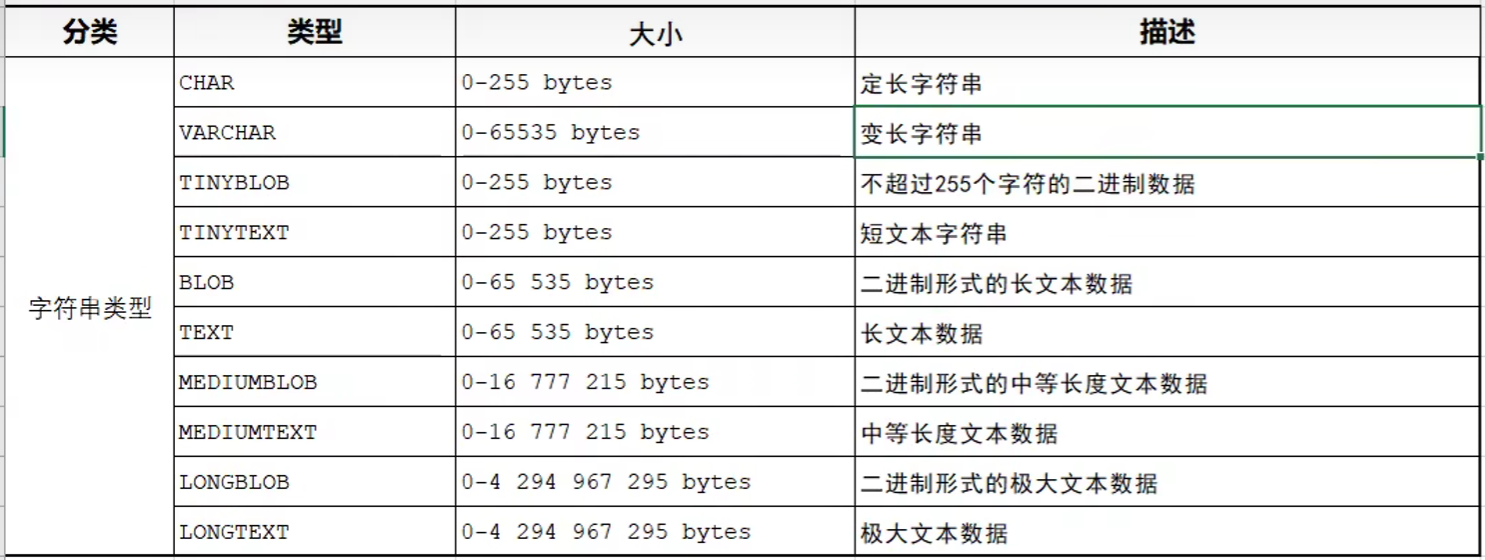 分类 类型 大小 描述
字符串类型
CHAR 0-255 bytes 定长字符串
VARCHAR 0-65535 bytes 变长字符串
TINYBLOB 0-255 bytes 不超过255个字符的二进制数据
TINYTEXT 0-255 bytes 短文本字符串
BLOB 0-65 535 bytes 二进制形式的长文本数据
TEXT 0-65 535 bytes 长文本数据
MEDIUMBLOB 0-16 777 215 bytes 二进制形式的中等长度文本数据
MEDIUMTEXT 0-16 777 215 bytes 中等长度文本数据
LONGBLOB 0-4 294 967 295 bytes 二进制形式的极大文本数据
LONGTEXT 0-4 294 967 295 bytes 极大文本数据